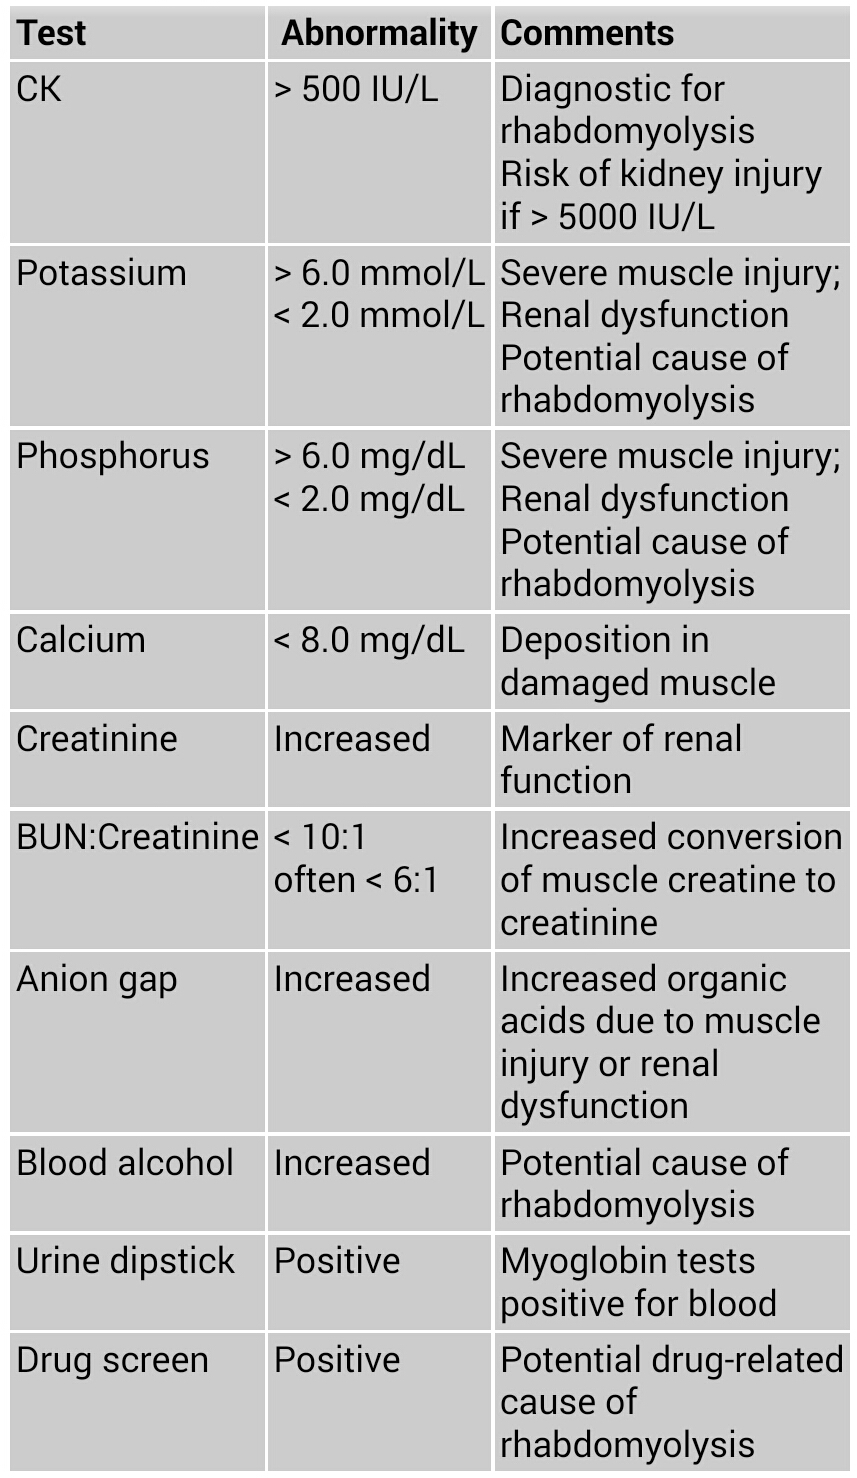 Test Abnormality Comments
CK > 500 IU/L Diagnostic for
rhabdomyolysis
Risk of kidney injury
if > 5000 IU/L
Potassium > 6.0 mmol/L Severe muscle injury;
< 2.0 mmol/L Renal dysfunction
Potential cause of
rhabdomyolysis
Phosphorus > 6.0 mg/dL Severe muscle injury;
< 2.0 mg/dL Renal dysfunction
Potential cause of
rhabdomyolysis
Calcium < 8.0 mg/dL Deposition in
damaged muscle
Creatinine Increased Marker of renal
function
BUN:Creatinine < 10:1 Increased conversion
often < 6:1 of muscle creatine to
creatinine
Anion gap Increased Increased organic
acids due to muscle
injury or renal
dysfunction
Blood alcohol Increased Potential cause of
rhabdomyolysis
Urine dipstick Positive Myoglobin tests
positive for blood
Drug screen Positive Potential drug-related
cause of
rhabdomyolysis